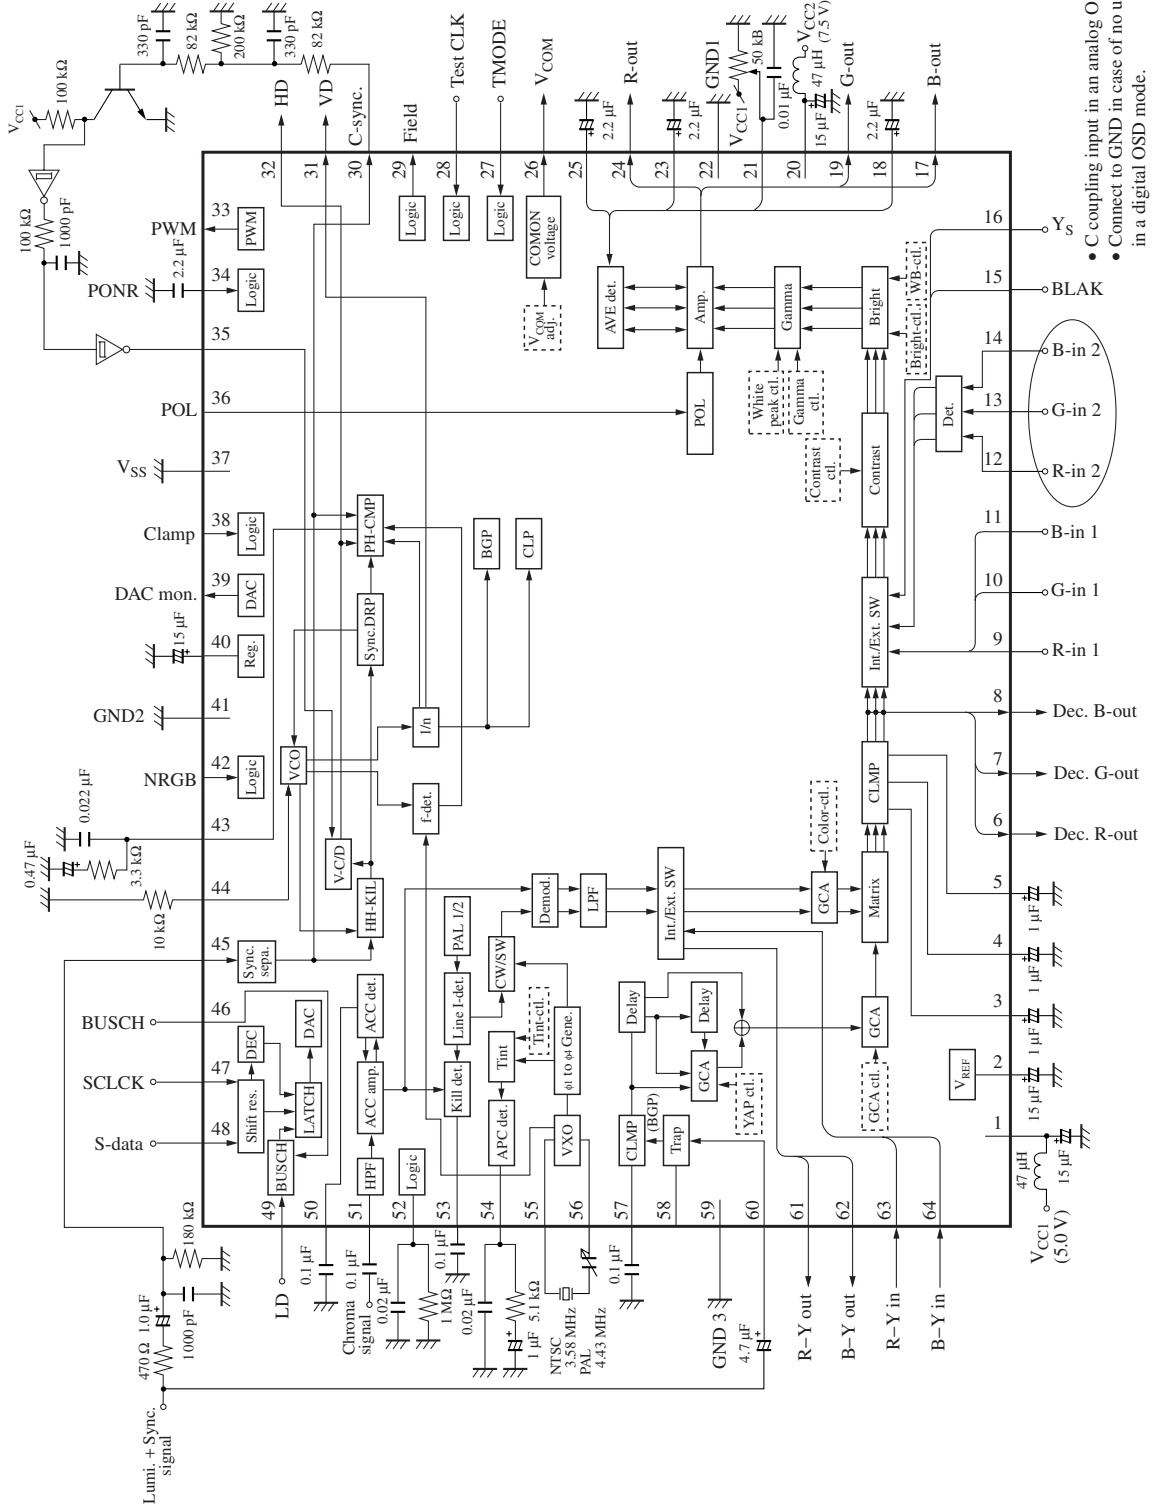 V_CC1
100 kΩ
330 pF
82 kΩ
200 kΩ
330 pF
82 kΩ
100 kΩ
1000 pF
HD
VD
C-sync.
Field
Test CLK
TMODE
V_COM
R-out
GND1
V_CC1
50 kB
0.01 μF
V_CC2
(7.5 V)
47 μH
15 μF
G-out
B-out
2.2 μF
2.2 μF
2.2 μF
32
31
30
29
28
27
26
25
24
23
22
21
20
19
18
17
PWM
33
PWM
PONR
2.2 μF
34
Logic
35
POL
36
V_SS
37
Clamp
38
Logic
DAC mon.
39
DAC
15 μF
40
Reg.
GND2
41
NRGB
42
Logic
0.022 μF
0.47 μF
3.3 kΩ
43
10 kΩ
44
45
Sync.
sepa.
BUSCH
46
SCLCK
47
S-data
48
Logic
Logic
Logic
COMON
voltage
V_COM
adj.
AVE det.
Amp.
Gamma
Bright
WB-ctl.
Bright-ctl.
POL
White
peak ctl.
Gamma
ctl.
Contrast
ctl.
Contrast
Det.
Int./Ext. SW
PH-CMP
BGP
CLP
Sync.DRP
1/n
VCO
f-det.
V-C/D
HH-KIL
CLMP
Color-ctl.
Matrix
GCA
Int./Ext. SW
LPF
Demod.
PAL 1/2
CW/SW
Line I-det.
ACC det.
DAC
DEC
Shift res.
LATCH
BUSCH
ACC amp.
Kill det.
Tint
Tint-ctl.
APC det.
φ1 to φ4 Gene.
VXO
HPF
Logic
Delay
Delay
GCA
YAP ctl.
CLMP
(BGP)
Trap
GCA
GCA ctl.
V_REF
16
Y_S
15
BLAK
14
B-in 2
13
G-in 2
12
R-in 2
11
B-in 1
10
G-in 1
9
R-in 1
8
Dec. B-out
7
Dec. G-out
6
Dec. R-out
5
1 μF
4
1 μF
3
1 μF
2
15 μF
1
47 μH
15 μF
V_CC1
(5.0 V)
49
50
51
52
53
54
55
56
57
58
59
60
61
62
63
64
Lumi. + Sync.
signal
470 Ω
1.0 μF
1000 pF
180 kΩ
LD
0.1 μF
Chroma
signal
0.1 μF
0.02 μF
1 MΩ
0.1 μF
0.02 μF
1 μF
5.1 kΩ
NTSC
3.58 MHz
PAL
4.43 MHz
0.1 μF
GND 3
4.7 μF
R−Y out
B−Y out
R−Y in
B−Y in
• C coupling input in an analog O
• Connect to GND in case of no u
in a digital OSD mode.